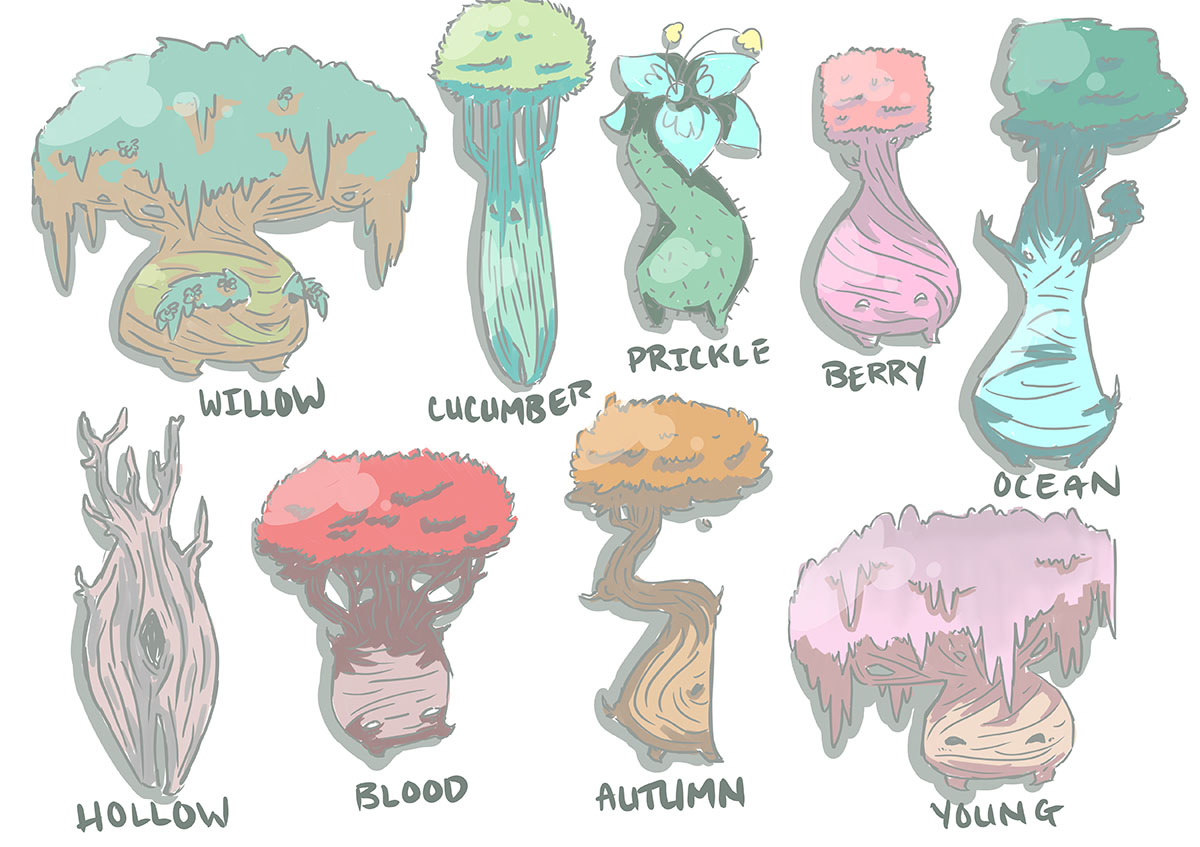 WILLOW
CUCUMBER
PRICKLE
BERRY
OCEAN
HOLLOW
BLOOD
AUTUMN
YOUNG